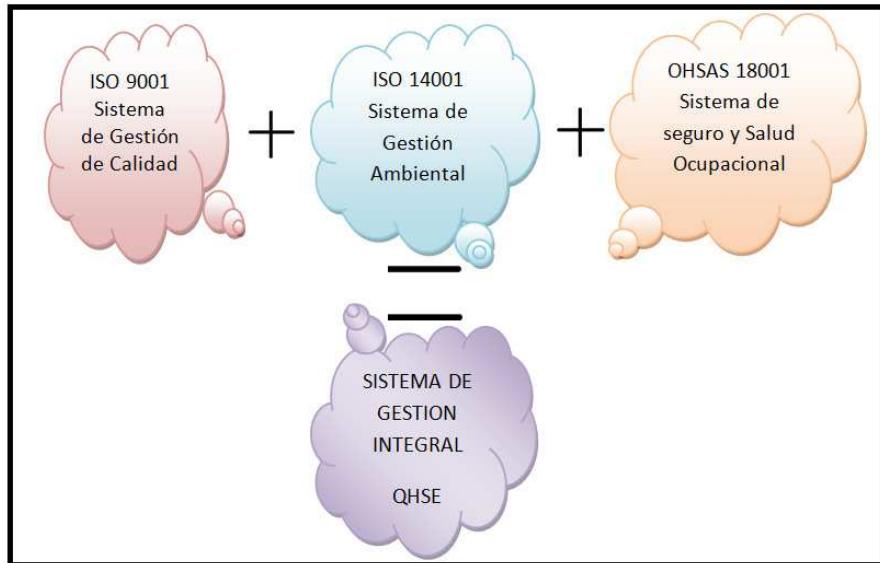 ISO 9001
Sistema
de Gestión
de Calidad
+
ISO 14001
Sistema de
Gestión
Ambiental
+
OHSAS 18001
Sistema de
seguro y Salud
Ocupacional
=
SISTEMA DE
GESTION
INTEGRAL
QHSE